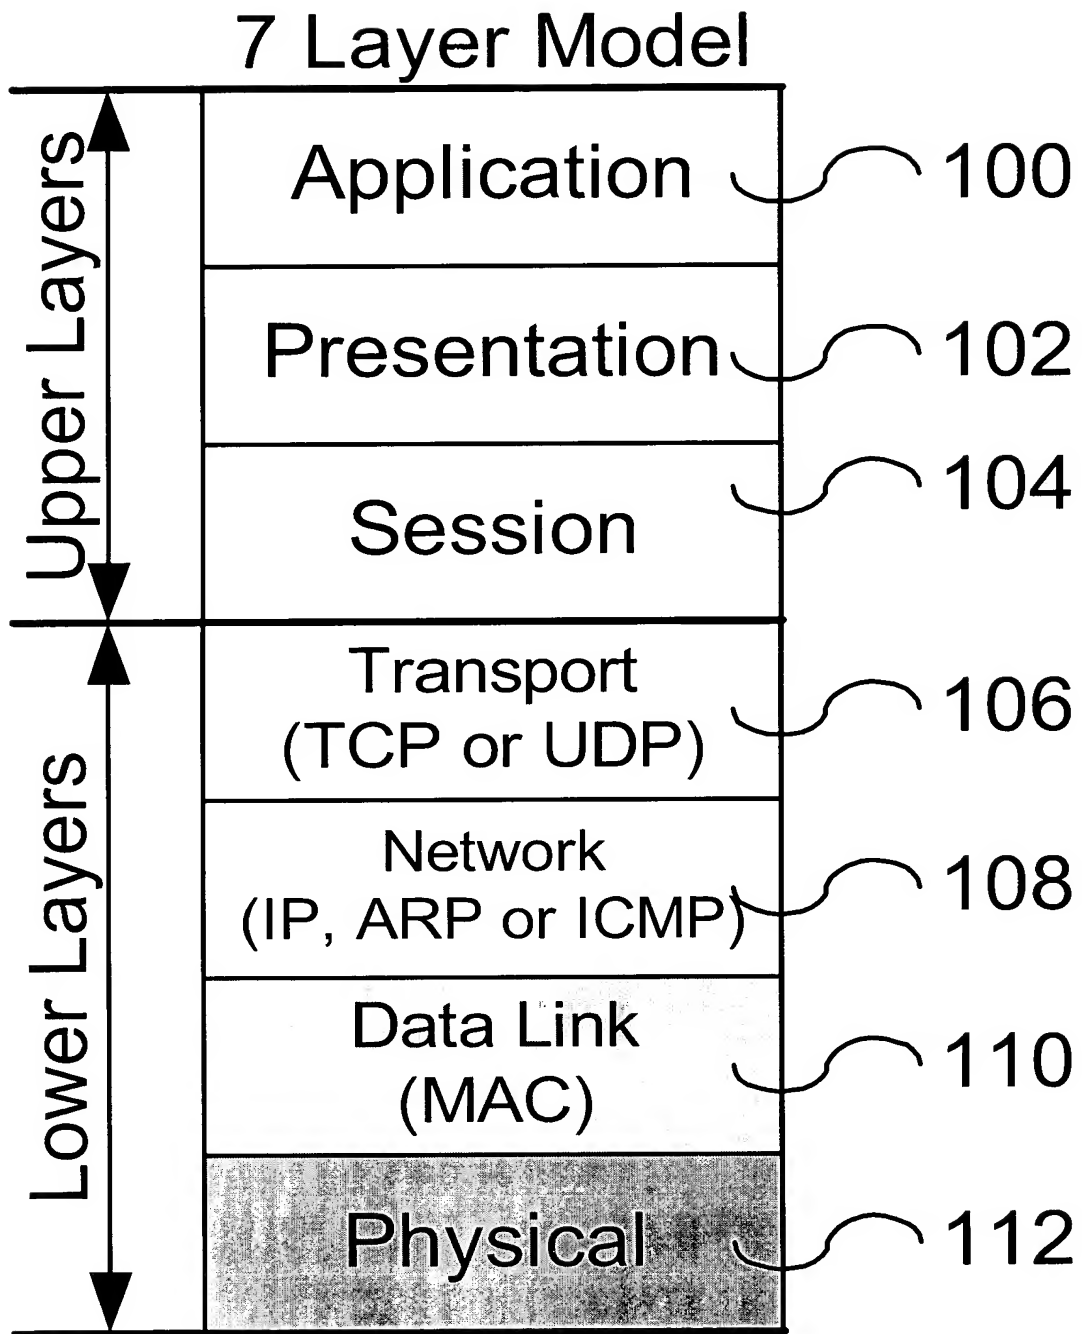 7 Layer Model
Upper Layers
Application
100
Presentation
102
Session
104
Lower Layers
Transport
(TCP or UDP)
106
Network
(IP, ARP or ICMP)
108
Data Link
(MAC)
110
Physical
112